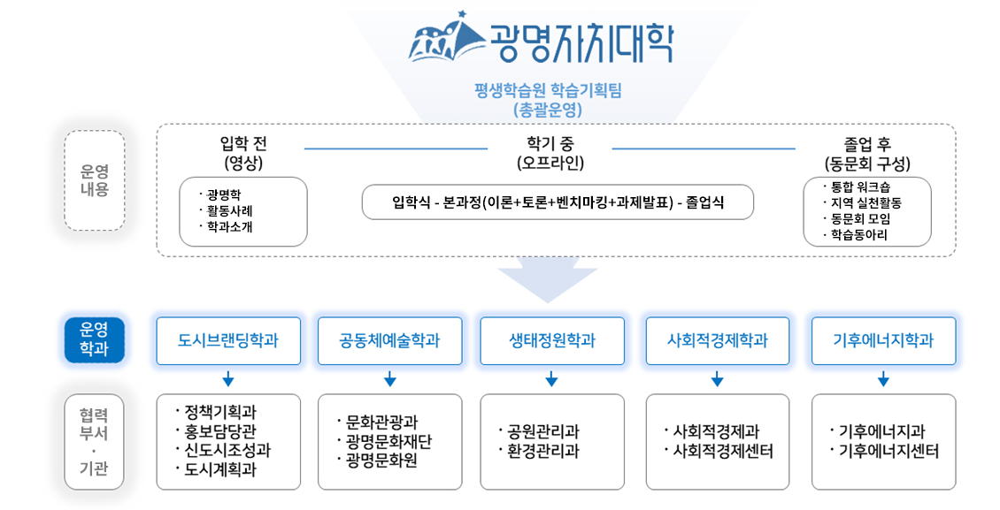 광명자치대학
평생학습원 학습기획팀
(총괄운영)
운영
내용
입학 전
(영상)
· 광명학
· 활동사례
· 학과소개
학기 중
(오프라인)
입학식 - 본과정(이론+토론+벤치마킹+과제발표) - 졸업식
졸업 후
(동문회 구성)
· 통합 워크숍
· 지역 실천활동
· 동문회 모임
· 학습동아리
운영
학과
도시브랜딩학과
공동체예술학과
생태정원학과
사회적경제학과
기후에너지학과
협력
부서
·
기관
· 정책기획과
· 홍보담당관
· 신도시조성과
· 도시계획과
· 문화관광과
· 광명문화재단
· 광명문화원
· 공원관리과
· 환경관리과
· 사회적경제과
· 사회적경제센터
· 기후에너지과
· 기후에너지센터